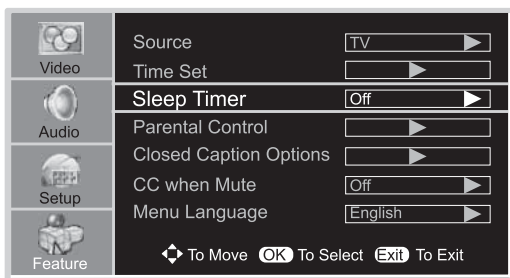 Video
Audio
Setup
Feature
Source TV
Time Set
Sleep Timer Off
Parental Control
Closed Caption Options
CC when Mute Off
Menu Language English
To Move OK To Select Exit To Exit